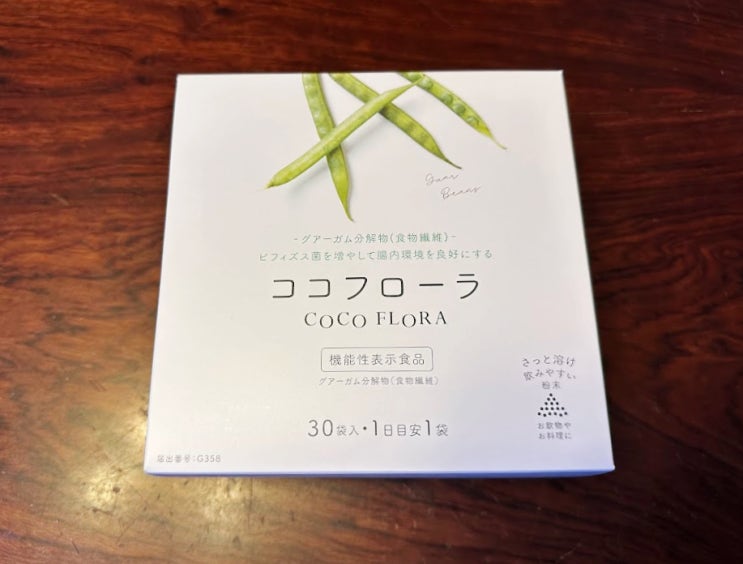 Guar
Beans
- グアーガム分解物(食物繊維) -
ビフィズス菌を増やして腸内環境を良好にする
ココフローラ
COCO FLORA
機能性表示食品
グアーガム分解物(食物繊維)
30袋入・1日目安1袋
さっと溶け
飲みやすい
粉末
お飲物や
お料理に
届出番号:G358